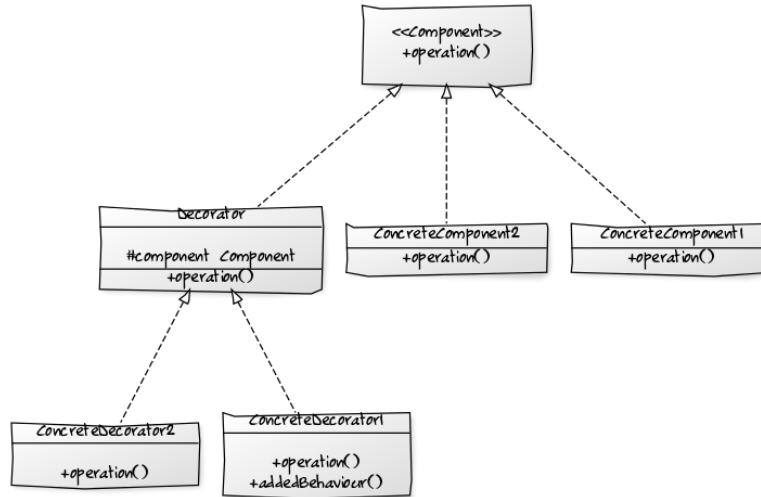 <<Component>>
+operation()
Decorator
#component Component
+operation()
ConcreteComponent2
+operation()
ConcreteComponent1
+operation()
ConcreteDecorator2
+operation()
ConcreteDecorator1
+operation()
+addedBehaviour()